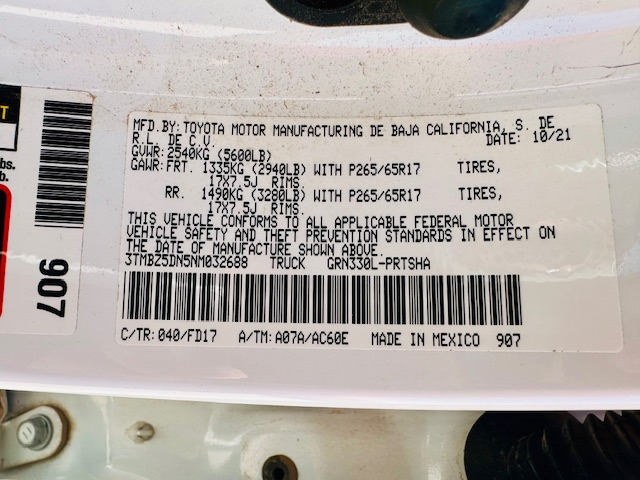 MFD. BY: TOYOTA MOTOR MANUFACTURING DE BAJA CALIFORNIA, S. DE
R. L. DE C. V. DATE: 10/21
GVWR: 2540KG (5600LB)
GAWR: FRT. 1335KG (2940LB) WITH P265/65R17 TIRES,
17X7.5J RIMS.
RR. 1490KG (3280LB) WITH P265/65R17 TIRES,
17X7.5J RIMS.
THIS VEHICLE CONFORMS TO ALL APPLICABLE FEDERAL MOTOR
VEHICLE SAFETY AND THEFT PREVENTION STANDARDS IN EFFECT ON
THE DATE OF MANUFACTURE SHOWN ABOVE.
3TMBZ5DN5NM032688 TRUCK GRN330L-PRTSHA
C/TR: 040/FD17 A/TM: A07A/AC60E MADE IN MEXICO 907
T
lbs.
b.
907